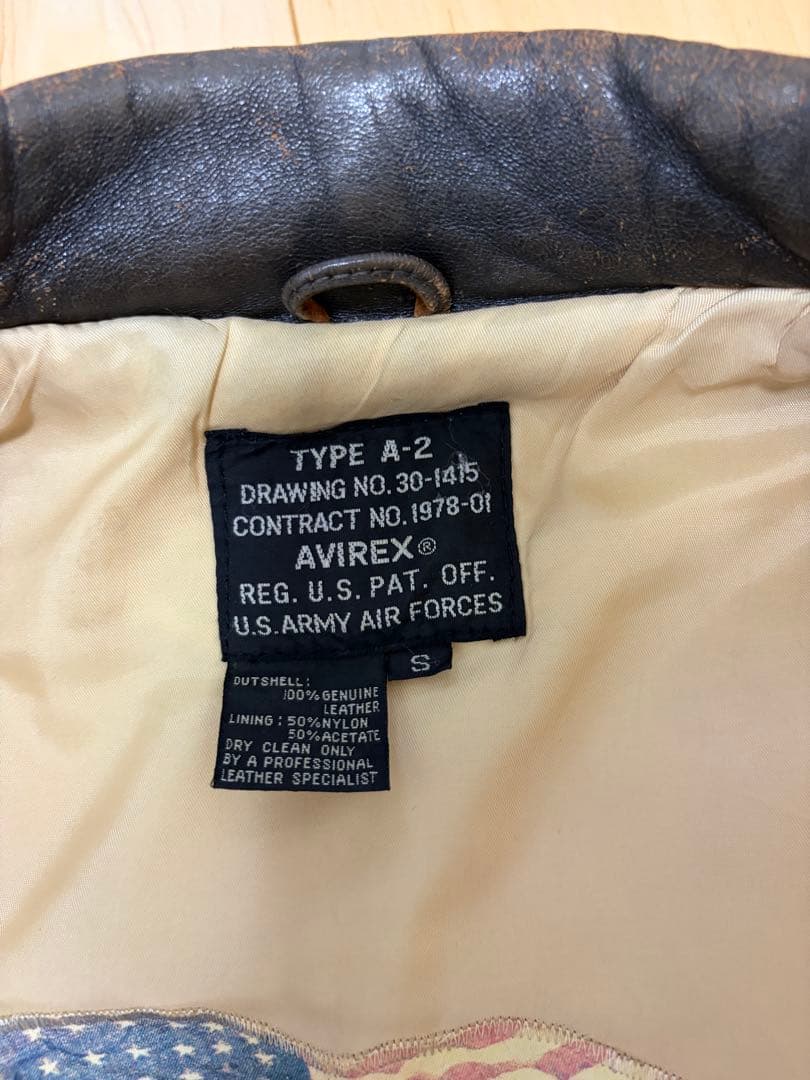 TYPE A-2
DRAWING NO. 30-1415
CONTRACT NO. 1978-01
AVIREX®
REG. U.S. PAT. OFF.
U.S. ARMY AIR FORCES
S
OUTSHELL:
100% GENUINE
LEATHER
LINING : 50% NYLON
50% ACETATE
DRY CLEAN ONLY
BY A PROFESSIONAL
LEATHER SPECIALIST